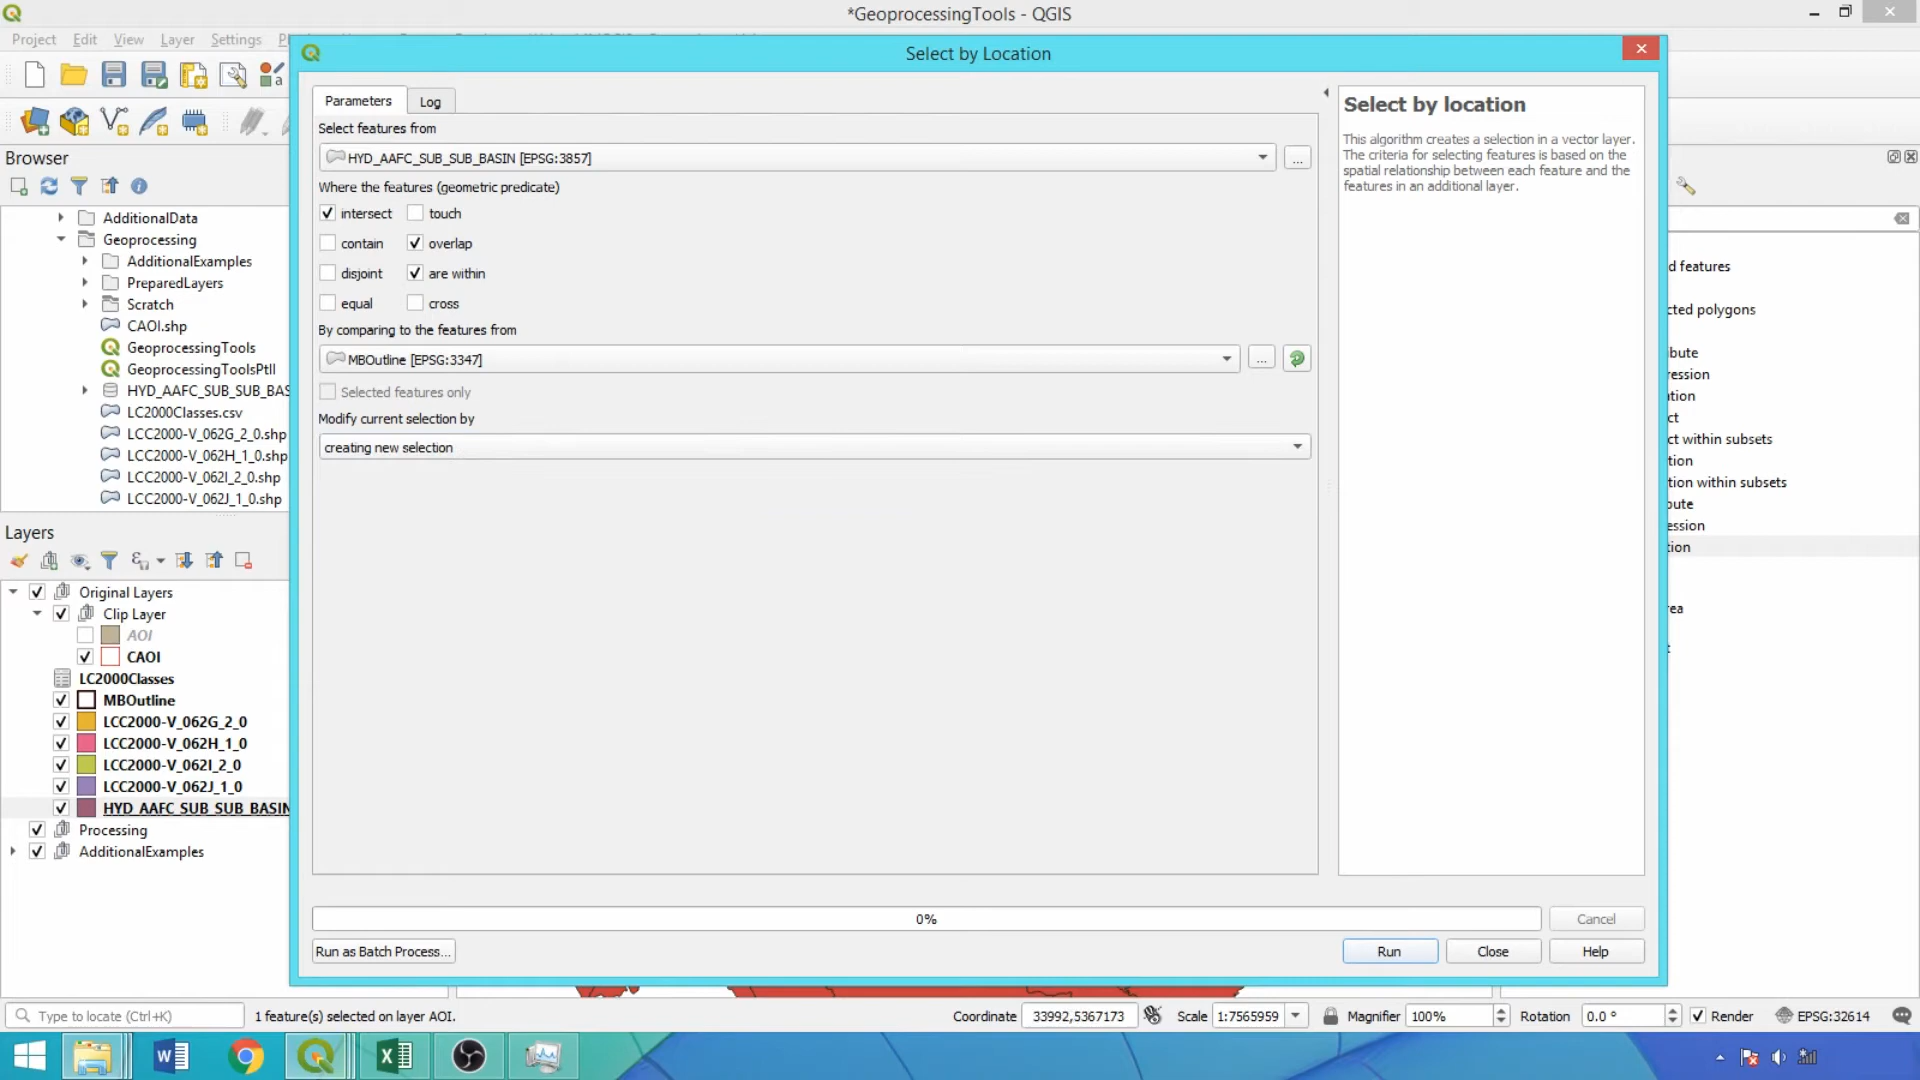 *GeoprocessingTools - QGIS
Project Edit View Layer Settings
Select by Location
Parameters Log
Select features from
HYD_AAFC_SUB_SUB_BASIN [EPSG:3857]
...
Where the features (geometric predicate)
intersect touch
contain overlap
disjoint are within
equal cross
By comparing to the features from
MBOutline [EPSG:3347]
...
Selected features only
Modify current selection by
creating new selection
Select by location
This algorithm creates a selection in a vector layer.
The criteria for selecting features is based on the
spatial relationship between each feature and the
features in an additional layer.
0%
Cancel
Run as Batch Process...
Run Close Help
Browser
AdditionalData
Geoprocessing
AdditionalExamples
PreparedLayers
Scratch
CAOI.shp
GeoprocessingTools
GeoprocessingToolsPtII
HYD_AAFC_SUB_SUB_BAS
LC2000Classes.csv
LCC2000-V_062G_2_0.shp
LCC2000-V_062H_1_0.shp
LCC2000-V_062I_2_0.shp
LCC2000-V_062J_1_0.shp
Layers
Original Layers
Clip Layer
AOI
CAOI
LC2000Classes
MBOutline
LCC2000-V_062G_2_0
LCC2000-V_062H_1_0
LCC2000-V_062I_2_0
LCC2000-V_062J_1_0
HYD_AAFC_SUB_SUB_BASIN
Processing
AdditionalExamples
d features
cted polygons
bute
ression
tion
ct
ct within subsets
tion
tion within subsets
bute
ession
tion
rea
t
Type to locate (Ctrl+K)
1 feature(s) selected on layer AOI.
Coordinate 33992,5367173
Scale 1:7565959
Magnifier 100%
Rotation 0.0 °
Render
EPSG:32614